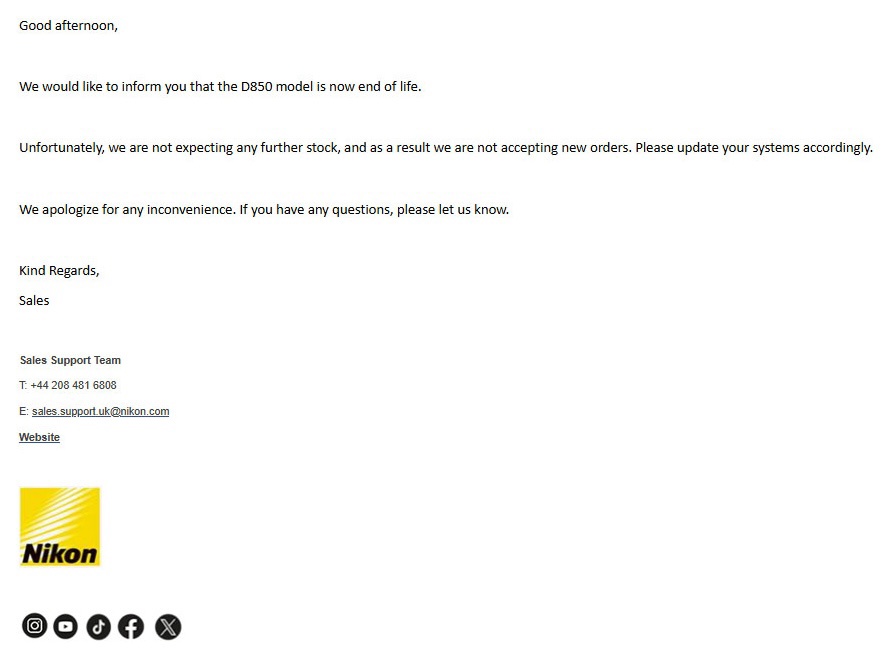 Good afternoon,
We would like to inform you that the D850 model is now end of life.
Unfortunately, we are not expecting any further stock, and as a result we are not accepting new orders. Please update your systems accordingly.
We apologize for any inconvenience. If you have any questions, please let us know.
Kind Regards,
Sales
Sales Support Team
T: +44 208 481 6808
E: sales.support.uk@nikon.com
Website
Nikon